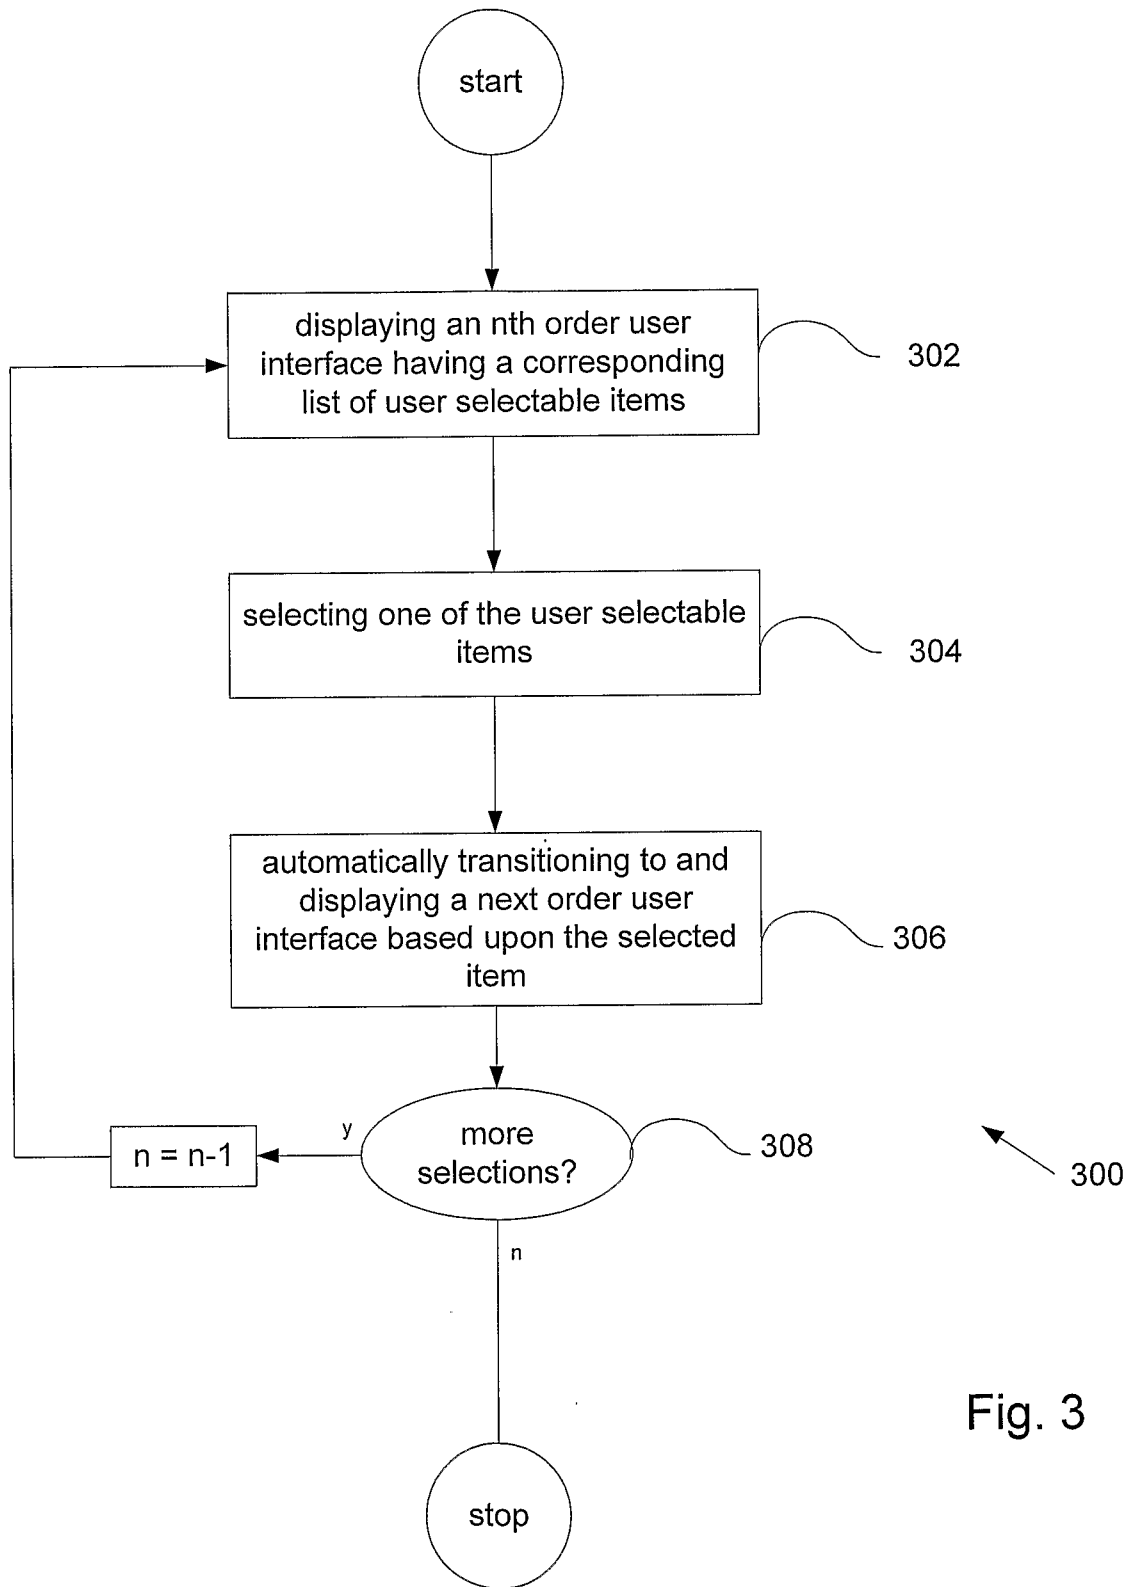 start
displaying an nth order user
interface having a corresponding
list of user selectable items
302
selecting one of the user selectable
items
304
automatically transitioning to and
displaying a next order user
interface based upon the selected
item
306
more
selections?
308
y
n = n-1
300
n
Fig. 3
stop